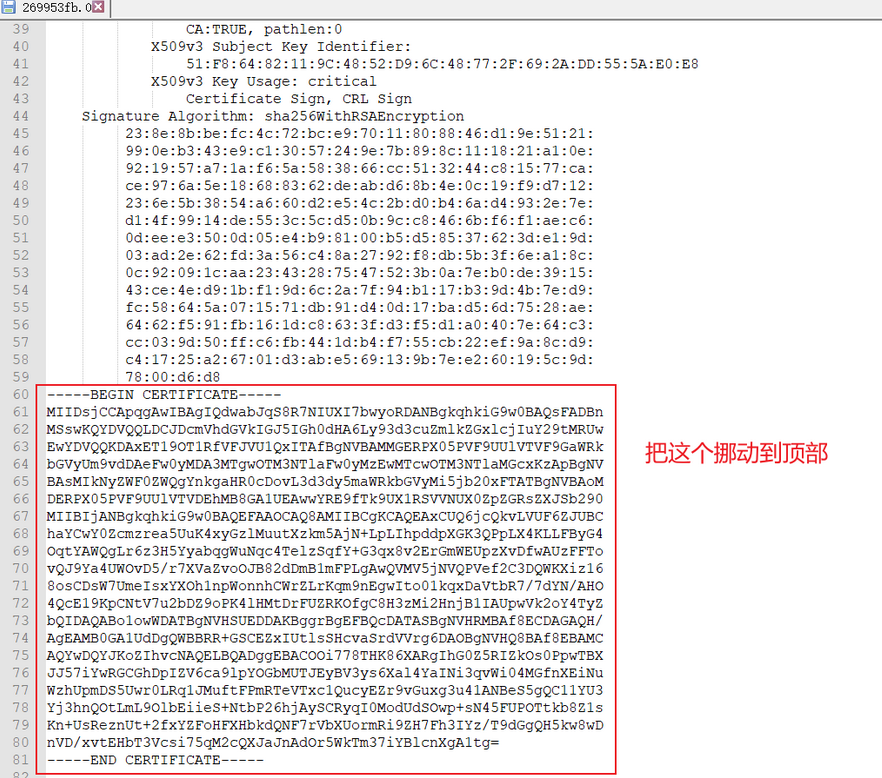 269953fb.0
39 CA:TRUE, pathlen:0
40 X509v3 Subject Key Identifier:
41 51:F8:64:82:11:9C:48:52:D9:6C:48:77:2F:69:2A:DD:55:5A:E0:E8
42 X509v3 Key Usage: critical
43 Certificate Sign, CRL Sign
44 Signature Algorithm: sha256WithRSAEncryption
45 23:8e:8b:be:fc:4c:72:bc:e9:70:11:80:88:46:d1:9e:51:21:
46 99:0e:b3:43:e9:c1:30:57:24:9e:7b:89:8c:11:18:21:a1:0e:
47 92:19:57:a7:1a:f6:5a:58:38:66:cc:51:32:44:c8:15:77:ca:
48 ce:97:6a:5e:18:68:83:62:de:ab:d6:8b:4e:0c:19:f9:d7:12:
49 23:6e:5b:38:54:a6:60:d2:e5:4c:2b:d0:b4:6a:d4:93:2e:7e:
50 d1:4f:99:14:de:55:3c:5c:d5:0b:9c:c8:46:6b:f6:f1:ae:c6:
51 0d:ee:e3:50:0d:05:e4:b9:81:00:b5:d5:85:37:62:3d:e1:9d:
52 03:ad:2e:62:fd:3a:56:c4:8a:27:92:f8:db:5b:3f:6e:a1:8c:
53 0c:92:09:1c:aa:23:43:28:75:47:52:3b:0a:7e:b0:de:39:15:
54 43:ce:4e:d9:1b:f1:9d:6c:2a:7f:94:b1:17:b3:9d:4b:7e:d9:
55 fc:58:64:5a:07:15:71:db:91:d4:0d:17:ba:d5:6d:75:28:ae:
56 64:62:f5:91:fb:16:1d:c8:63:3f:d3:f5:d1:a0:40:7e:64:c3:
57 cc:03:9d:50:ff:c6:fb:44:1d:b4:f7:55:cb:22:ef:9a:8c:d9:
58 c4:17:25:a2:67:01:d3:ab:e5:69:13:9b:7e:e2:60:19:5c:9d:
59 78:00:d6:d8
60 -----BEGIN CERTIFICATE-----
61 MIIDsjCCApqgAwIBAgIQdwabJqS8R7NIUXI7bwyoRDANBgkqhkiG9w0BAQsFADBn
62 MSswKQYDVQQLDCJDcmVhdGVkIGJ5IGh0dHA6Ly93d3cuZmlkZGxlcjIuY29tMRUw
63 EwYDVQQKDAxET19OT1RfVFJVU1QxITAfBgNVBAMMGERPX05PVF9UUlVTVF9GaWRk
64 bGVyUm9vdDAeFw0yMDA3MTgwOTM3NTlaFw0yMzEwMTcwOTM3NTlaMGcxKzApBgNV
65 BAsMIkNyZWF0ZWQgYnkgaHR0cDovL3d3dy5maWRkbGVyMi5jb20xFTATBgNVBAoM
66 DERPX05PVF9UUlVTVDEhMB8GA1UEAwwYRE9fTk9UX1RSVVNUX0ZpZGRsZXJSb290
67 MIIBIjANBgkqhkiG9w0BAQEFAAOCAQ8AMIIBCgKCAQEAxCUQ6jcQkvLVUF6ZJUBC
68 haYCwY0Zcmzrea5UuK4xyGzlMuutXzkm5AjN+LpLIhpddpXGK3QPpLX4KLLFByG4
69 OqtYAWQgLr6z3H5YyabqgWuNqc4TelzSqfY+G3qx8v2ErGmWEUpzXvDfwAUzFFTo
70 vQJ9Ya4UWOvD5/r7XVaZvoOJB82dDmB1mFPLgAwQVMV5jNVQPVef2C3DQWKXiz16
71 8osCDsW7UmeIsxYXOh1npWonnhCWrZLrKqm9nEgwIto01kqxDaVtbR7/7dYN/AHO
72 4QcE19KpCNtV7u2bDZ9oPK4lHMtDrFUZRKOfgC8H3zMi2HnjB1IAUpwVk2oY4TyZ
73 bQIDAQABo1owWDATBgNVHSUEDDAKBggrBgEFBQcDATASBgNVHRMBAf8ECDAGAQH/
74 AgEAMB0GA1UdDgQWBBRR+GSCEZxIUtlsSHcvaSrdVVrg6DAOBgNVHQ8BAf8EBAMC
75 AQYwDQYJKoZIhvcNAQELBQADggEBACOOi778THK86XARgIhG0Z5RIZkOs0PpwTBX
76 JJ57iYwRGCGhDpIZV6ca9lpYOGbMUTJEyBV3ys6Xal4YaINi3qvWi04MGfnXEiNu
77 WzhUpmDS5Uwr0LRq1JMuftFPmRTeVTxc1QucyEZr9vGuxg3u41ANBeS5gQC11YU3
78 Yj3hnQOtLmL9OlbEiieS+NtbP26hjAySCRyqI0ModUdSOwp+sN45FUPOTtkb8Z1s
79 Kn+UsReznUt+2fxYZFoHFXHbkdQNF7rVbXUormRi9ZH7Fh3IYz/T9dGgQH5kw8wD
80 nVD/xvtEHbT3Vcsi75qM2cQXJaJnAdOr5WkTm37iYBlcnXgA1tg=
81 -----END CERTIFICATE-----
把这个挪动到顶部